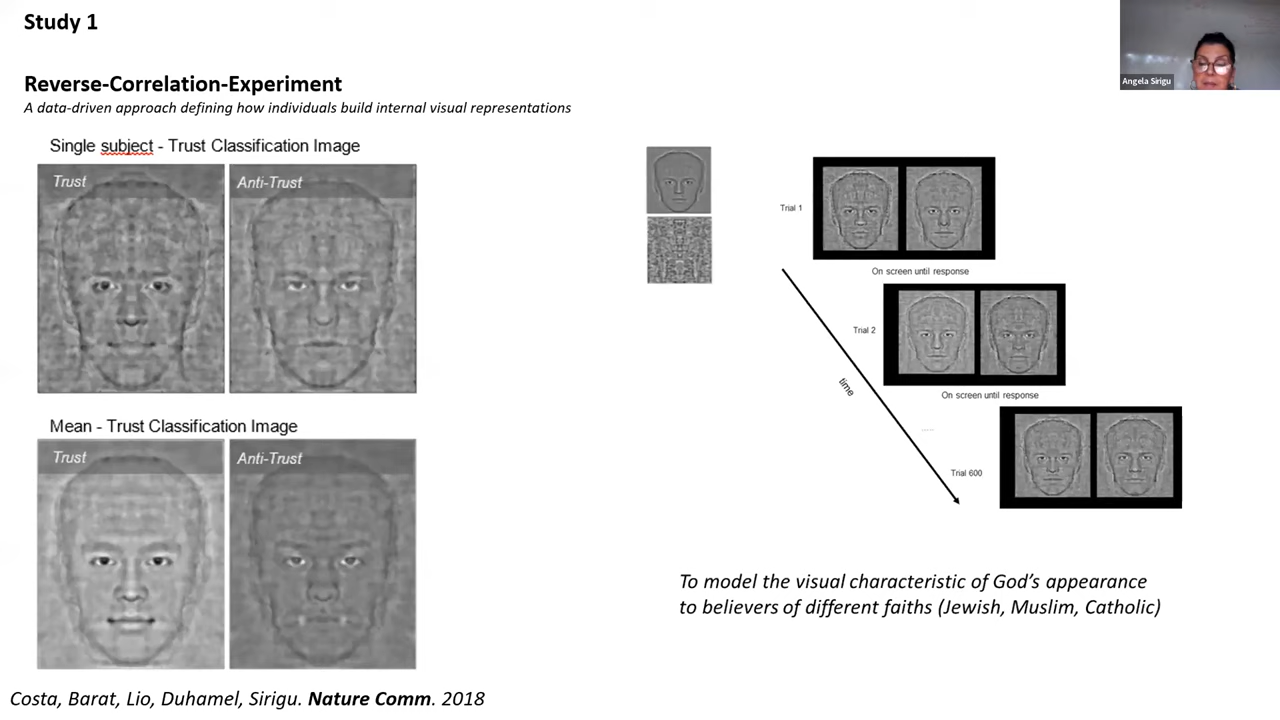 Study 1
Angela Sirigu
Reverse-Correlation-Experiment
A data-driven approach defining how individuals build internal visual representations
Single subject - Trust Classification Image
Trust
Anti-Trust
Mean - Trust Classification Image
Trust
Anti-Trust
Trial 1
On screen until response
Trial 2
On screen until response
time
Trial 600
To model the visual characteristic of God's appearance
to believers of different faiths (Jewish, Muslim, Catholic)
Costa, Barat, Lio, Duhamel, Sirigu. Nature Comm. 2018